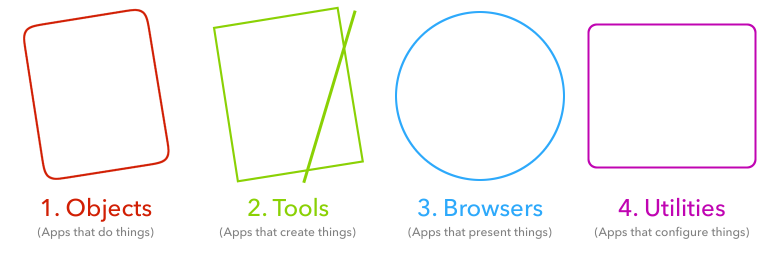 1. Objects
(Apps that do things)
2. Tools
(Apps that create things)
3. Browsers
(Apps that present things)
4. Utilities
(Apps that configure things)